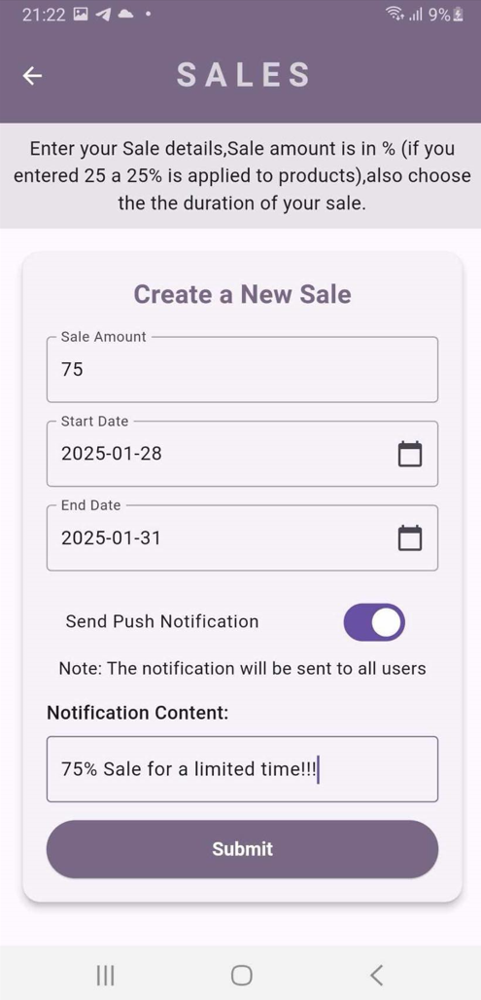 21:22
9%
SALES
Enter your Sale details,Sale amount is in % (if you
entered 25 a 25% is applied to products),also choose
the the duration of your sale.
Create a New Sale
Sale Amount
75
Start Date
2025-01-28
End Date
2025-01-31
Send Push Notification
Note: The notification will be sent to all users
Notification Content:
75% Sale for a limited time!!!
Submit